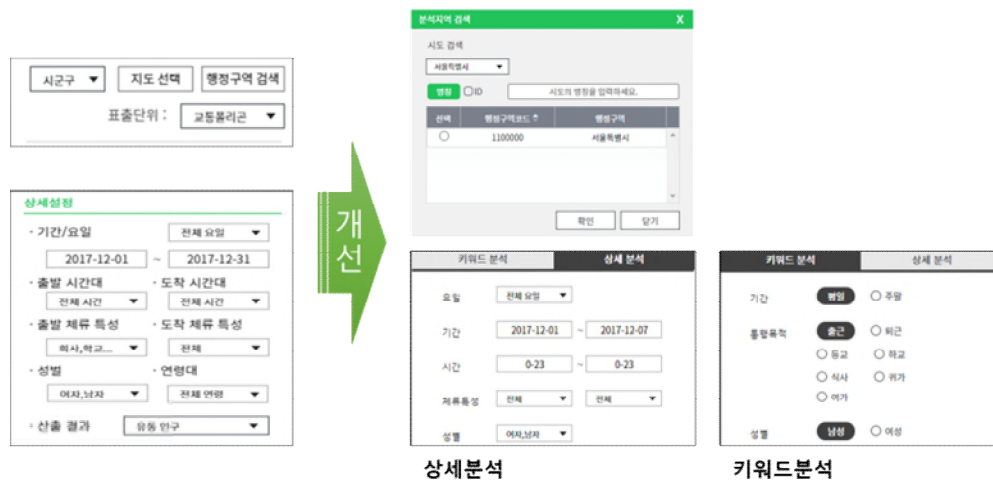 시군구 ▼ 지도 선택 행정구역 검색
표출단위 : 교통폴리곤 ▼
상세설정
· 기간/요일 전체 요일 ▼
2017-12-01 ~ 2017-12-31
· 출발 시간대 · 도착 시간대
전체 시간 ▼ 전체 시간 ▼
· 출발 체류 특성 · 도착 체류 특성
회사,학교... ▼ 전체 ▼
· 성별 · 연령대
여자,남자 ▼ 전체 연령 ▼
· 산출 결과 유동 인구 ▼
개선
분석지역 검색 X
시도 검색
서울특별시 ▼
명칭 ID 시도의 명칭을 입력하세요.
선택 행정구역코드 행정구역
1100000 서울특별시
확인 닫기
키워드 분석 상세 분석
요일 전체 요일 ▼
기간 2017-12-01 ~ 2017-12-07
시간 0-23 ~ 0-23
체류특성 전체 ▼ 전체 ▼
성별 여자,남자 ▼
상세분석
키워드 분석 상세 분석
기간 평일 주말
통행목적 출근 퇴근
등교 하교
식사 귀가
여가
성별 남성 여성
키워드분석